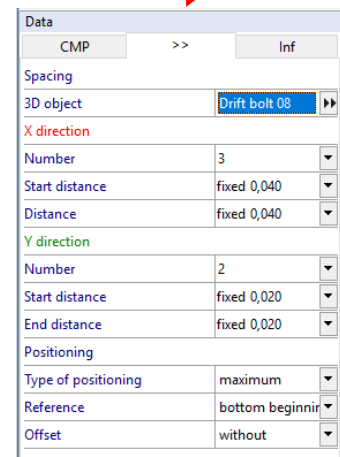 Data
CMP >> Inf
Spacing
3D object Drift bolt 08
X direction
Number 3
Start distance fixed 0,040
Distance fixed 0,040
Y direction
Number 2
Start distance fixed 0,020
End distance fixed 0,020
Positioning
Type of positioning maximum
Reference bottom beginnin
Offset without